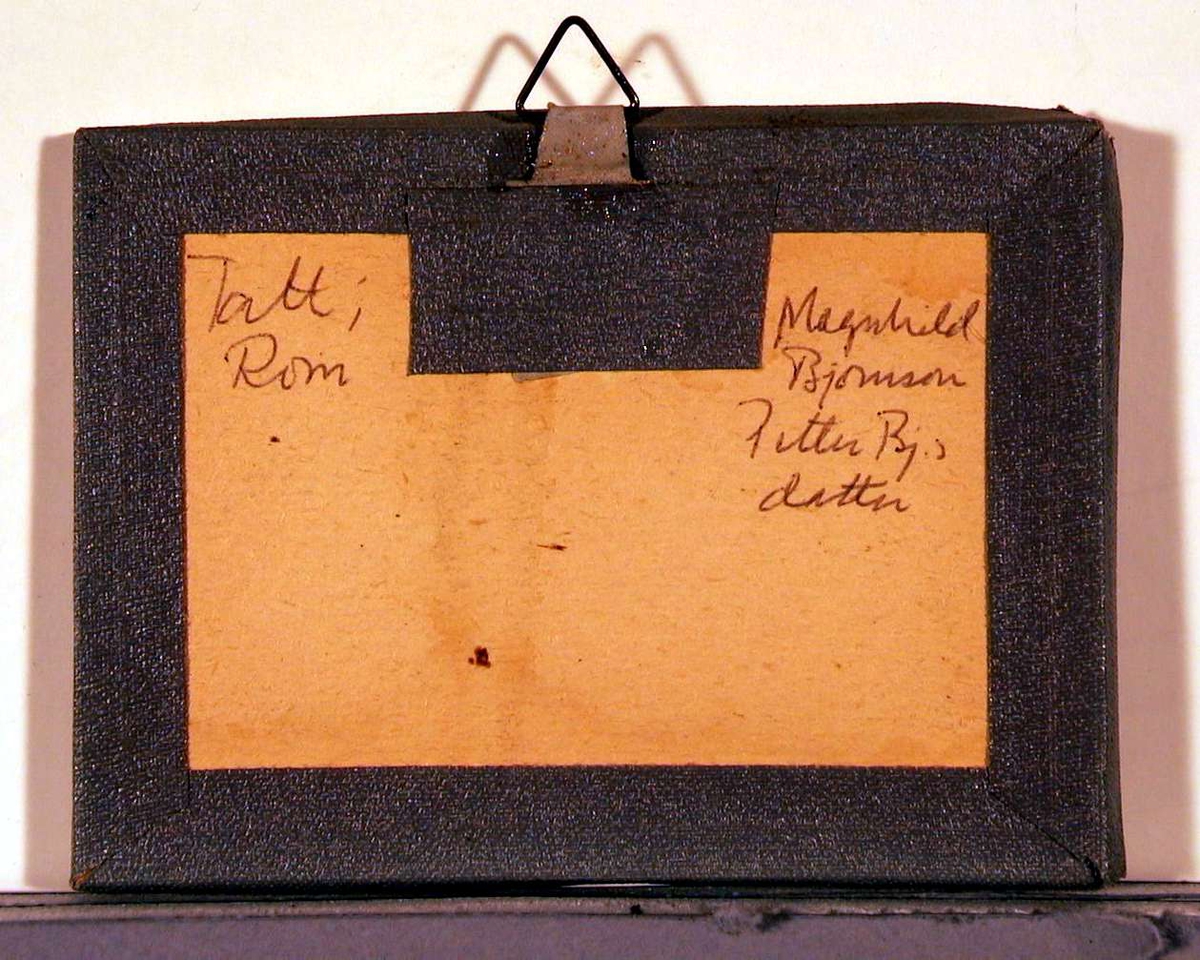 Tatt i
Rom
Magnhild
Bjørnson
Petter Bj.s
datter